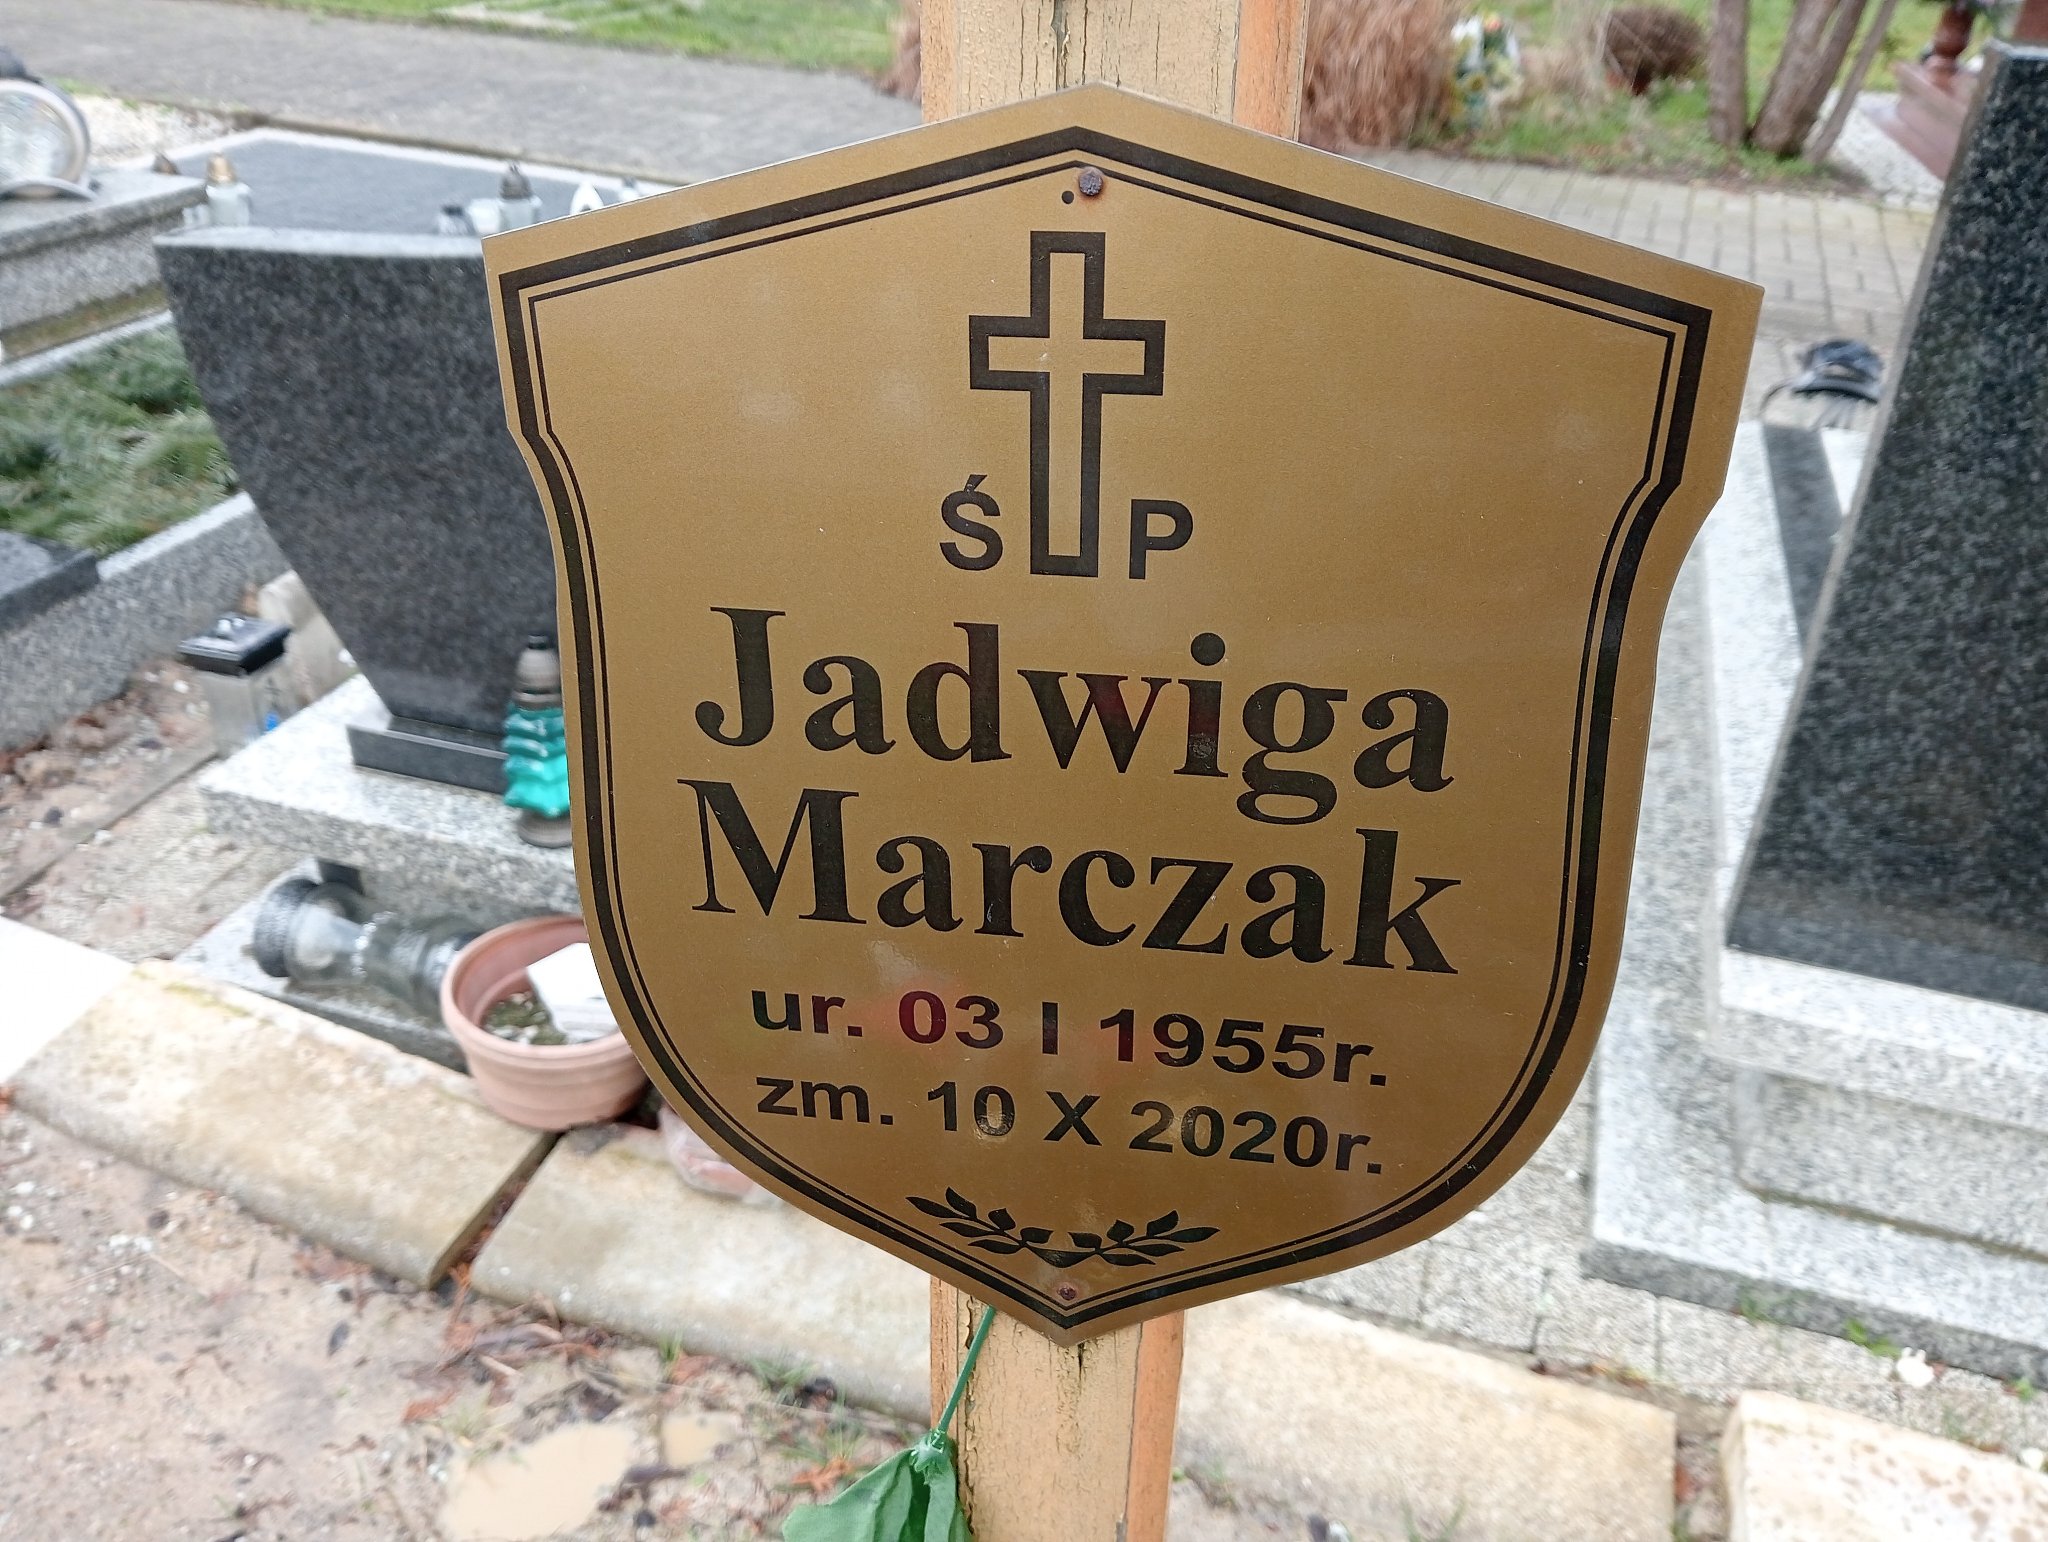 Ś P
Jadwiga
Marczak
ur. 03 I 1955r.
zm. 10 X 2020r.